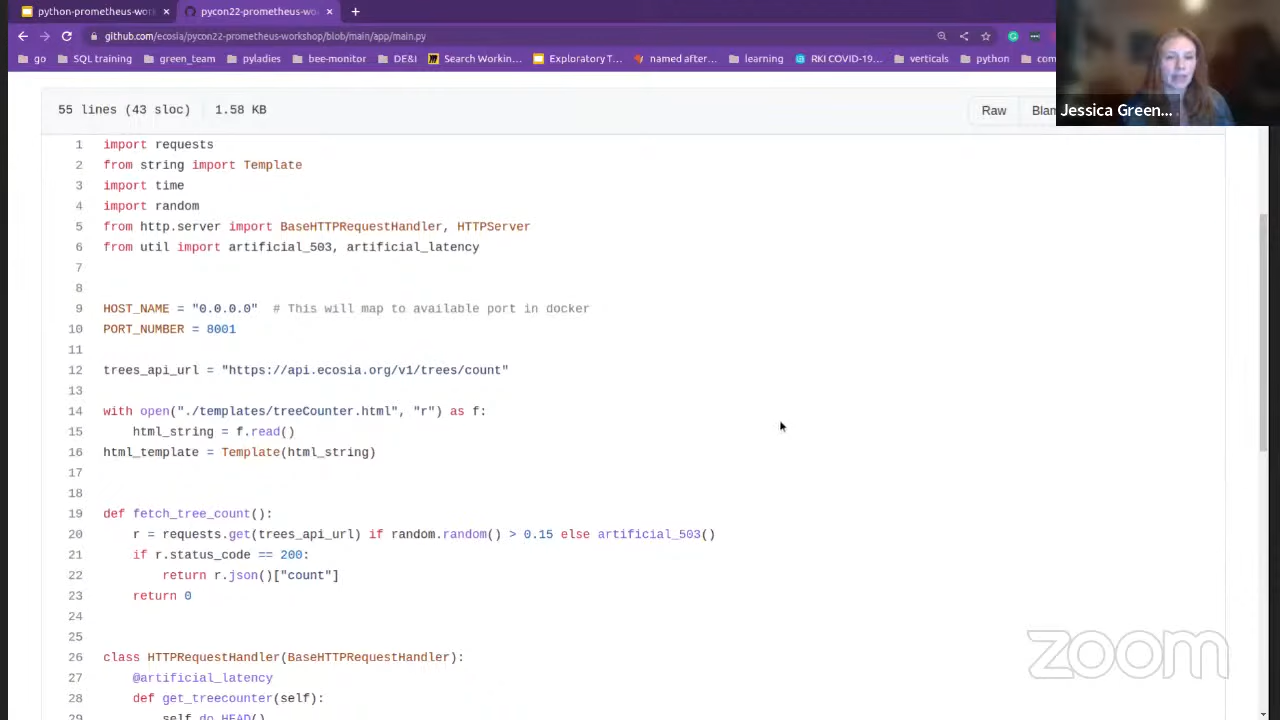 python-prometheus-wor
pycon22-prometheus-wo
github.com/ecosia/pycon22-prometheus-workshop/blob/main/app/main.py
go SQL training green_team pyladies bee-monitor DE&I Search Workin... Exploratory T... named after... learning RKI COVID-19... verticals python com
Jessica Green...
55 lines (43 sloc) 1.58 KB
Raw Blam
1 import requests
2 from string import Template
3 import time
4 import random
5 from http.server import BaseHTTPRequestHandler, HTTPServer
6 from util import artificial_503, artificial_latency
7
8
9 HOST_NAME = "0.0.0.0"  # This will map to available port in docker
10 PORT_NUMBER = 8001
11
12 trees_api_url = "https://api.ecosia.org/v1/trees/count"
13
14 with open("./templates/treeCounter.html", "r") as f:
15     html_string = f.read()
16 html_template = Template(html_string)
17
18
19 def fetch_tree_count():
20     r = requests.get(trees_api_url) if random.random() > 0.15 else artificial_503()
21     if r.status_code == 200:
22         return r.json()["count"]
23     return 0
24
25
26 class HTTPRequestHandler(BaseHTTPRequestHandler):
27     @artificial_latency
28     def get_treecounter(self):
29         self.do_HEAD()
zoom